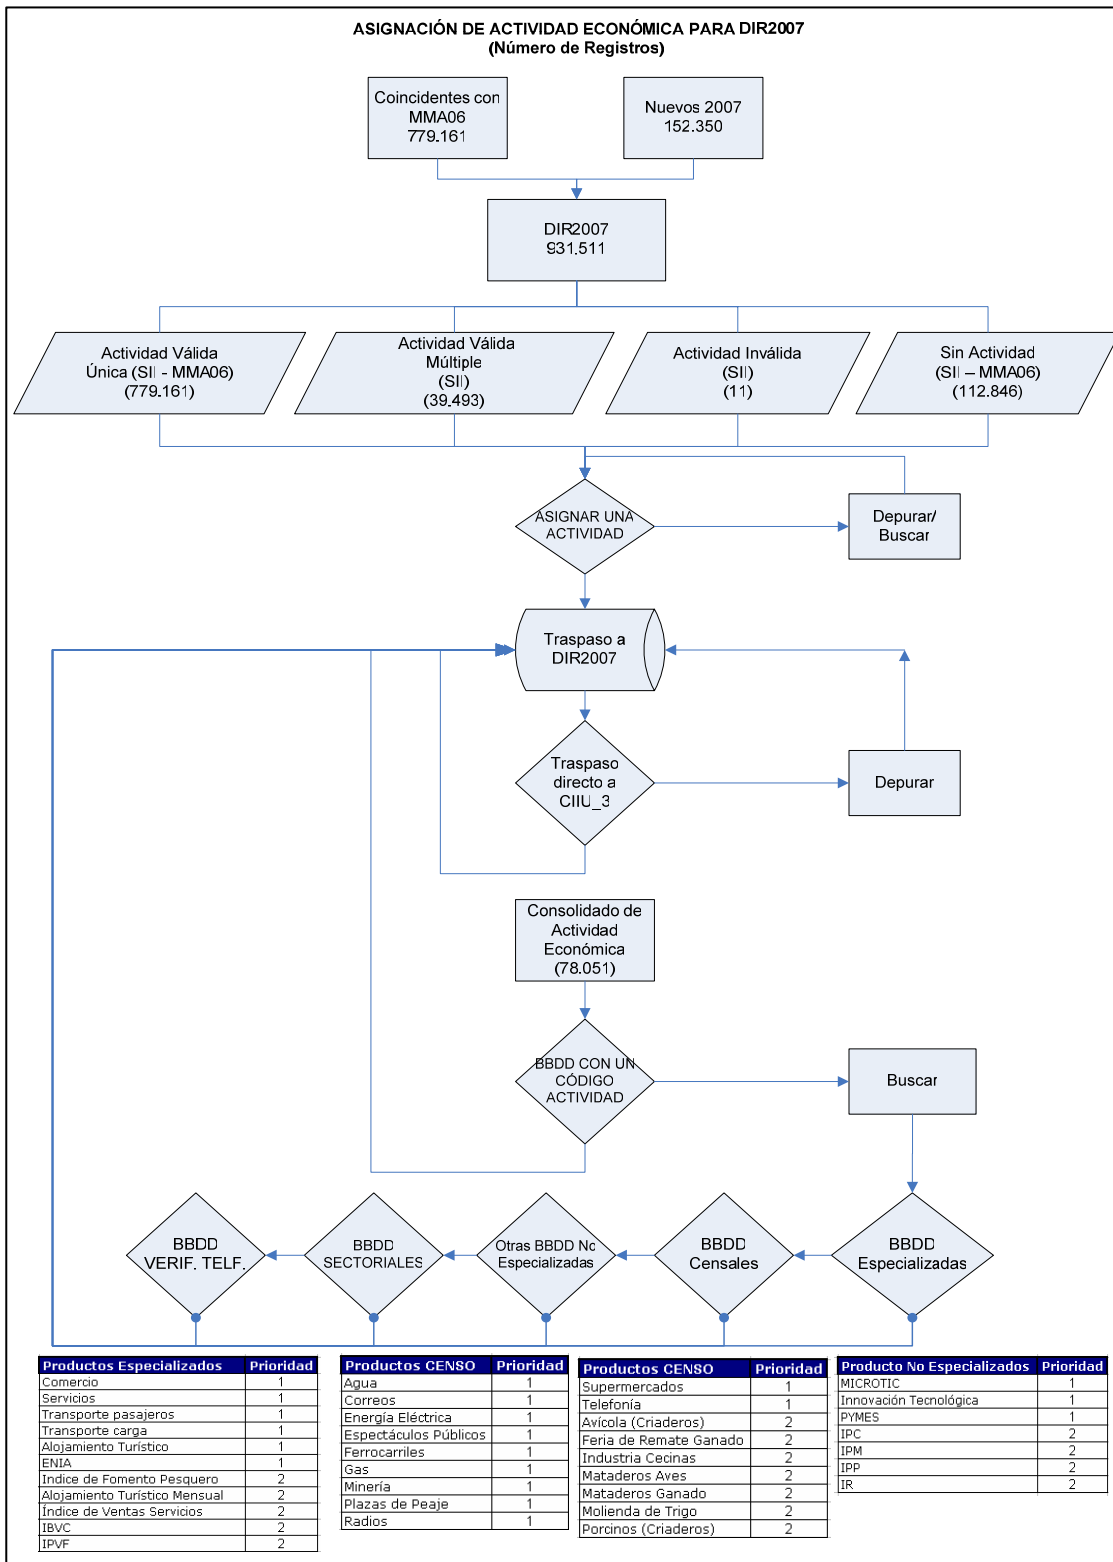 ASIGNACIÓN DE ACTIVIDAD ECONÓMICA PARA DIR2007
(Número de Registros)
Coincidentes con
MMA06
779.161
Nuevos 2007
152.350
DIR2007
931.511
Actividad Válida
Única (SII - MMA06)
(779.161)
Actividad Válida
Múltiple
(SII)
(39.493)
Actividad Inválida
(SII)
(11)
Sin Actividad
(SII – MMA06)
(112.846)
ASIGNAR UNA
ACTIVIDAD
Depurar/
Buscar
Traspaso a
DIR2007
Traspaso
directo a
CIIU_3
Depurar
Consolidado de
Actividad
Económica
(78.051)
BBDD CON UN
CÓDIGO
ACTIVIDAD
Buscar
BBDD
VERIF. TELF.
BBDD
SECTORIALES
Otras BBDD No
Especializadas
BBDD
Censales
BBDD
Especializadas
Productos Especializados Prioridad
Comercio 1
Servicios 1
Transporte pasajeros 1
Transporte carga 1
Alojamiento Turístico 1
ENIA 1
Indice de Fomento Pesquero 2
Alojamiento Turístico Mensual 2
Índice de Ventas Servicios 2
IBVC 2
IPVF 2
Productos CENSO Prioridad
Agua 1
Correos 1
Energía Eléctrica 1
Espectáculos Públicos 1
Ferrocarriles 1
Gas 1
Minería 1
Plazas de Peaje 1
Radios 1
Productos CENSO Prioridad
Supermercados 1
Telefonía 1
Avícola (Criaderos) 2
Feria de Remate Ganado 2
Industria Cecinas 2
Mataderos Aves 2
Mataderos Ganado 2
Molienda de Trigo 2
Porcinos (Criaderos) 2
Producto No Especializados Prioridad
MICROTIC 1
Innovación Tecnológica 1
PYMES 1
IPC 2
IPM 2
IPP 2
IR 2